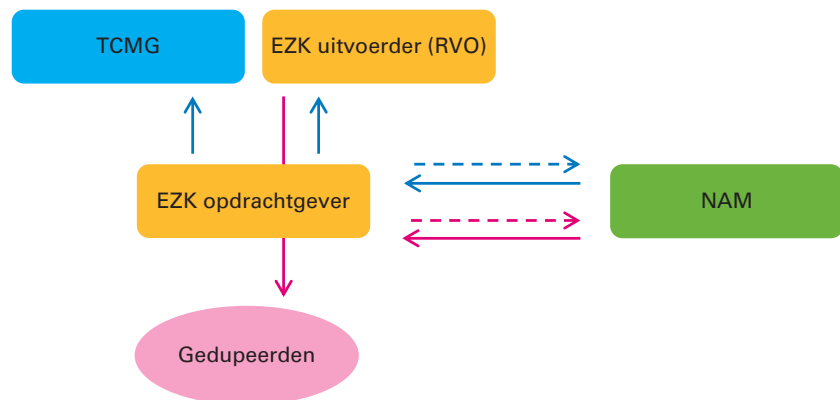 TCMG
EZK uitvoerder (RVO)
EZK opdrachtgever
NAM
Gedupeerden